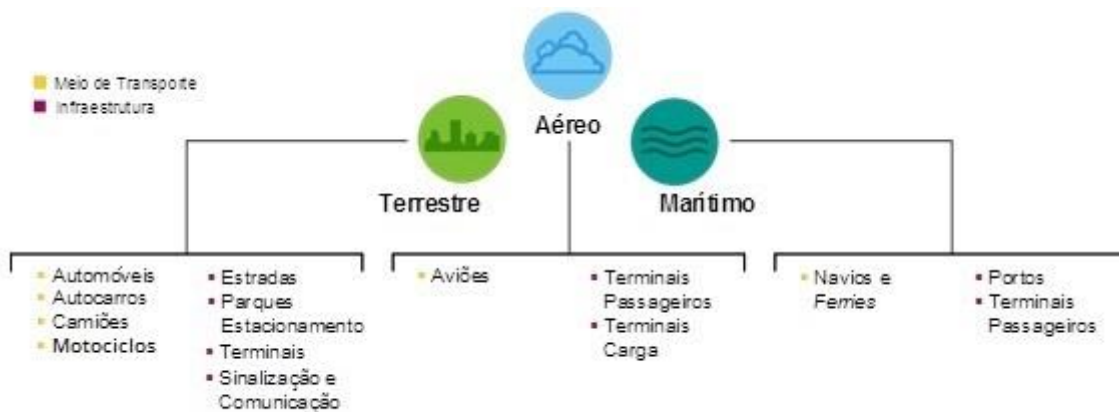 Meio de Transporte
Infraestrutura
Aéreo
Terrestre
Marítimo
Automóveis
Autocarros
Camiões
Motociclos
Estradas
Parques
Estacionamento
Terminais
Sinalização e
Comunicação
Aviões
Terminais
Passageiros
Terminais
Carga
Navios e
Ferries
Portos
Terminais
Passageiros